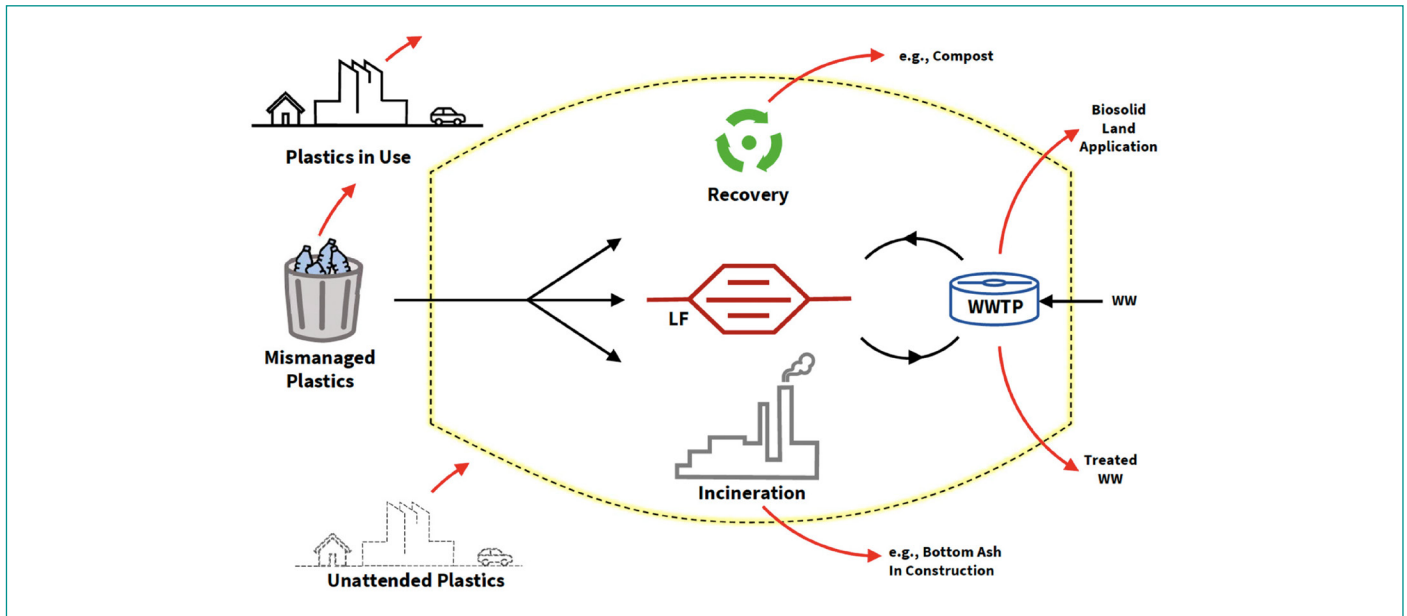 e.g., Compost
Biosolid
Land
Application
Plastics in Use
Recovery
WWTP
WW
LF
Mismanaged
Plastics
Treated
WW
Incineration
e.g., Bottom Ash
In Construction
Unattended Plastics